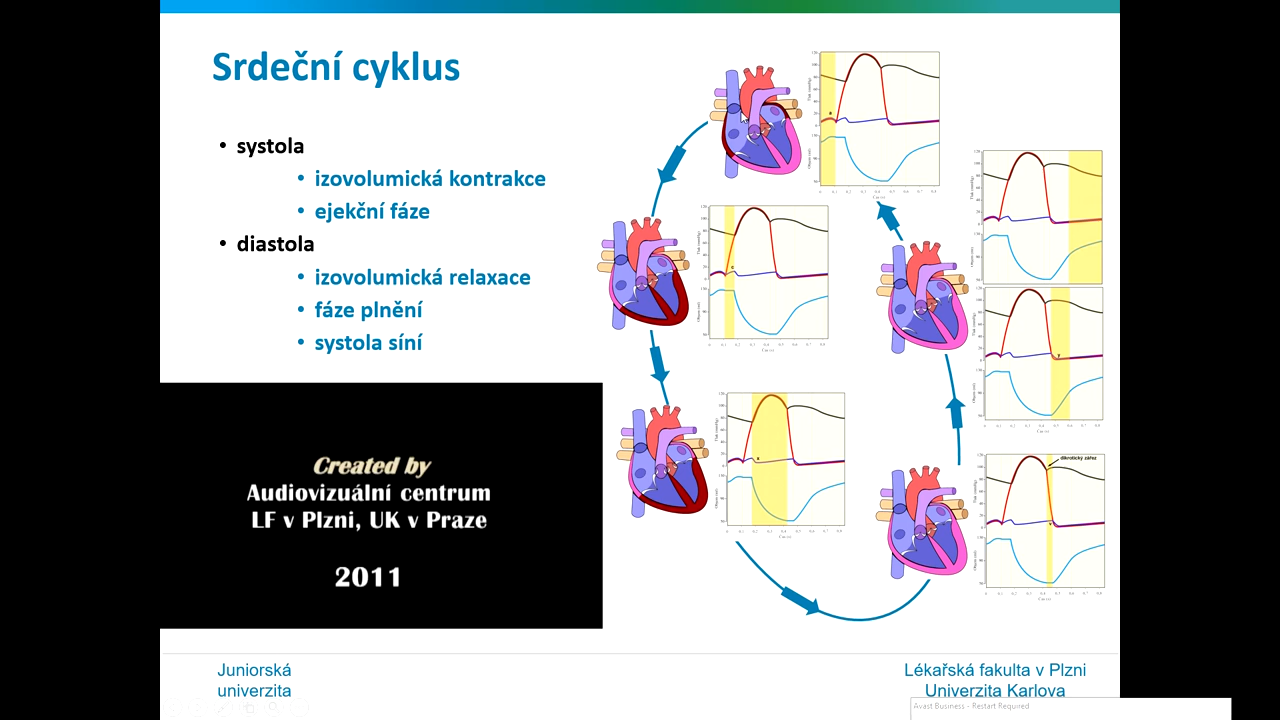 Srdeční cyklus
• systola
• izovolumická kontrakce
• ejekční fáze
• diastola
• izovolumická relaxace
• fáze plnění
• systola síní
Created by
Audiovizuální centrum
LF v Plzni, UK v Praze
2011
dikrotický zářez
Juniorská
univerzita
Lékařská fakulta v Plzni
Univerzita Karlova
Avast Business - Restart Required